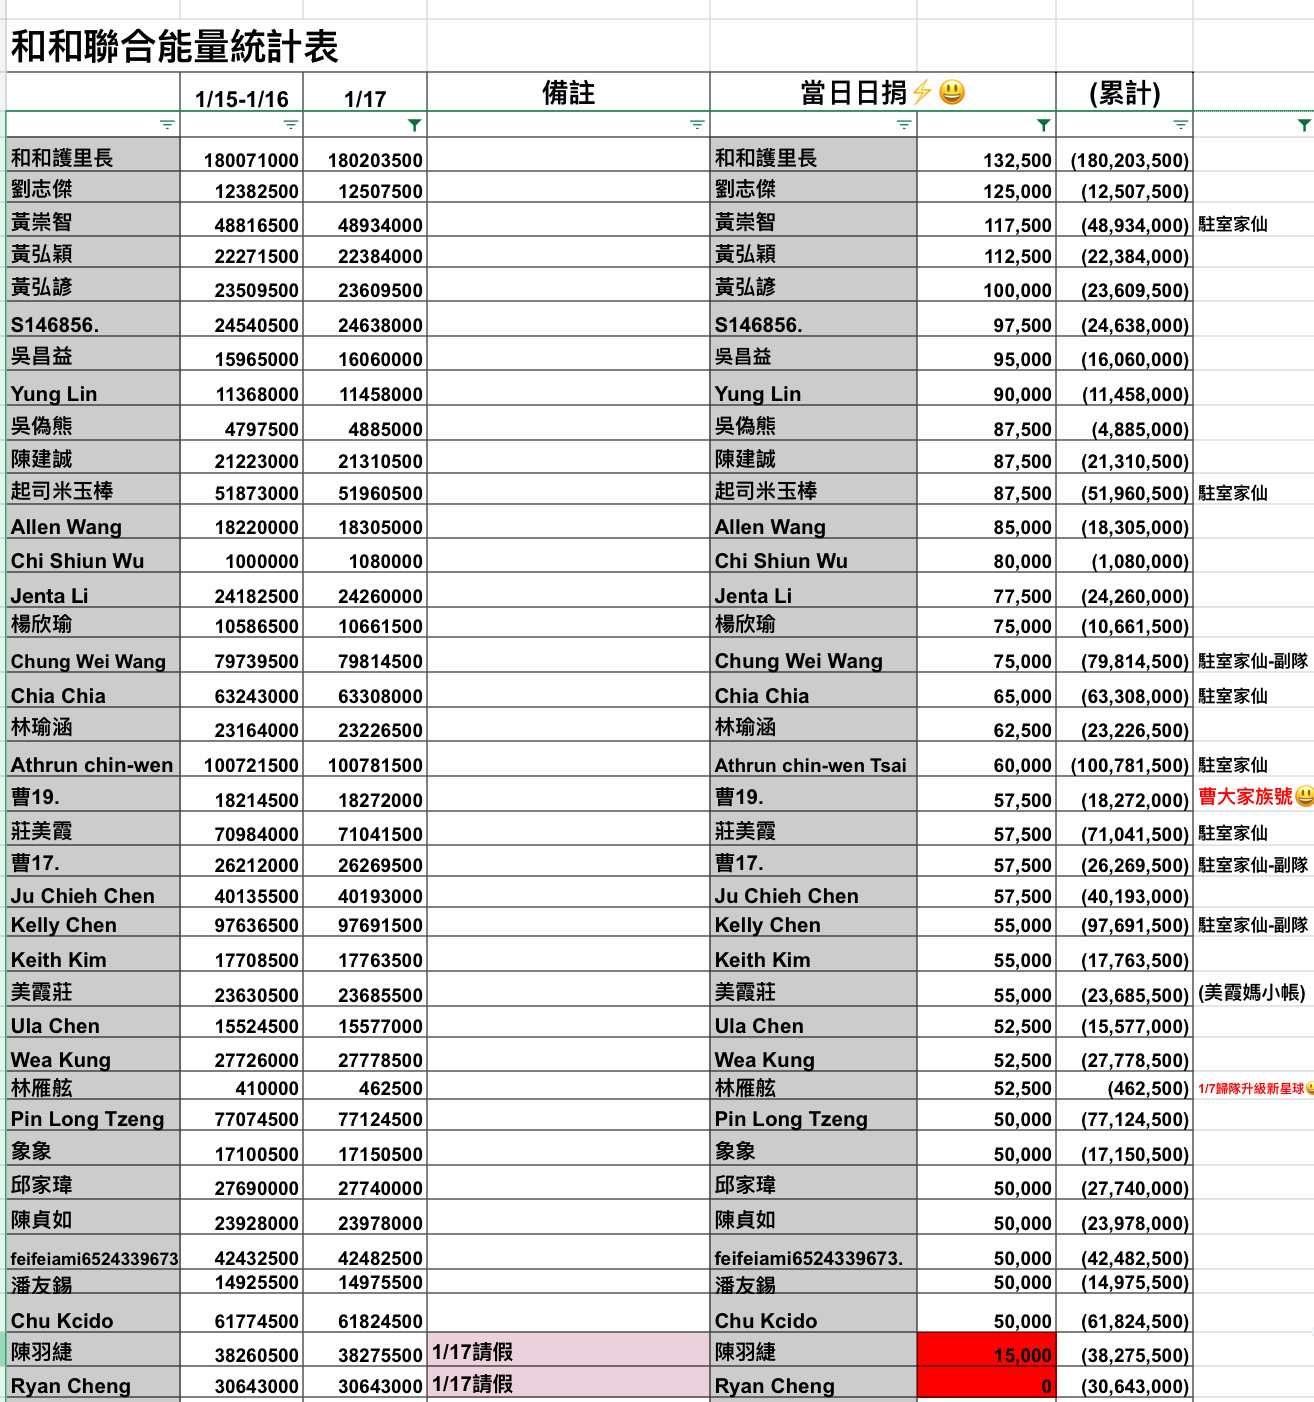 和和聯合能量統計表
1/15-1/16 1/17 備註 當日日捐⚡😃 (累計)
和和護里長 180071000 180203500 和和護里長 132,500 (180,203,500)
劉志傑 12382500 12507500 劉志傑 125,000 (12,507,500)
黃崇智 48816500 48934000 黃崇智 117,500 (48,934,000) 駐室家仙
黃弘穎 22271500 22384000 黃弘穎 112,500 (22,384,000)
黃弘諺 23509500 23609500 黃弘諺 100,000 (23,609,500)
S146856. 24540500 24638000 S146856. 97,500 (24,638,000)
吳昌益 15965000 16060000 吳昌益 95,000 (16,060,000)
Yung Lin 11368000 11458000 Yung Lin 90,000 (11,458,000)
吳偽熊 4797500 4885000 吳偽熊 87,500 (4,885,000)
陳建誠 21223000 21310500 陳建誠 87,500 (21,310,500)
起司米玉棒 51873000 51960500 起司米玉棒 87,500 (51,960,500) 駐室家仙
Allen Wang 18220000 18305000 Allen Wang 85,000 (18,305,000)
Chi Shiun Wu 1000000 1080000 Chi Shiun Wu 80,000 (1,080,000)
Jenta Li 24182500 24260000 Jenta Li 77,500 (24,260,000)
楊欣瑜 10586500 10661500 楊欣瑜 75,000 (10,661,500)
Chung Wei Wang 79739500 79814500 Chung Wei Wang 75,000 (79,814,500) 駐室家仙-副隊
Chia Chia 63243000 63308000 Chia Chia 65,000 (63,308,000) 駐室家仙
林瑜涵 23164000 23226500 林瑜涵 62,500 (23,226,500)
Athrun chin-wen 100721500 100781500 Athrun chin-wen Tsai 60,000 (100,781,500) 駐室家仙
曹19. 18214500 18272000 曹19. 57,500 (18,272,000) 曹大家族號😃
莊美霞 70984000 71041500 莊美霞 57,500 (71,041,500) 駐室家仙
曹17. 26212000 26269500 曹17. 57,500 (26,269,500) 駐室家仙-副隊
Ju Chieh Chen 40135500 40193000 Ju Chieh Chen 57,500 (40,193,000)
Kelly Chen 97636500 97691500 Kelly Chen 55,000 (97,691,500) 駐室家仙-副隊
Keith Kim 17708500 17763500 Keith Kim 55,000 (17,763,500)
美霞莊 23630500 23685500 美霞莊 55,000 (23,685,500) (美霞媽小帳)
Ula Chen 15524500 15577000 Ula Chen 52,500 (15,577,000)
Wea Kung 27726000 27778500 Wea Kung 52,500 (27,778,500)
林雁舷 410000 462500 林雁舷 52,500 (462,500) 1/7歸隊升級新星球😃
Pin Long Tzeng 77074500 77124500 Pin Long Tzeng 50,000 (77,124,500)
象象 17100500 17150500 象象 50,000 (17,150,500)
邱家瑋 27690000 27740000 邱家瑋 50,000 (27,740,000)
陳貞如 23928000 23978000 陳貞如 50,000 (23,978,000)
feifeiami6524339673 42432500 42482500 feifeiami6524339673. 50,000 (42,482,500)
潘友錫 14925500 14975500 潘友錫 50,000 (14,975,500)
Chu Kcido 61774500 61824500 Chu Kcido 50,000 (61,824,500)
陳羽緁 38260500 38275500 1/17請假 陳羽緁 15,000 (38,275,500)
Ryan Cheng 30643000 30643000 1/17請假 Ryan Cheng 0 (30,643,000)